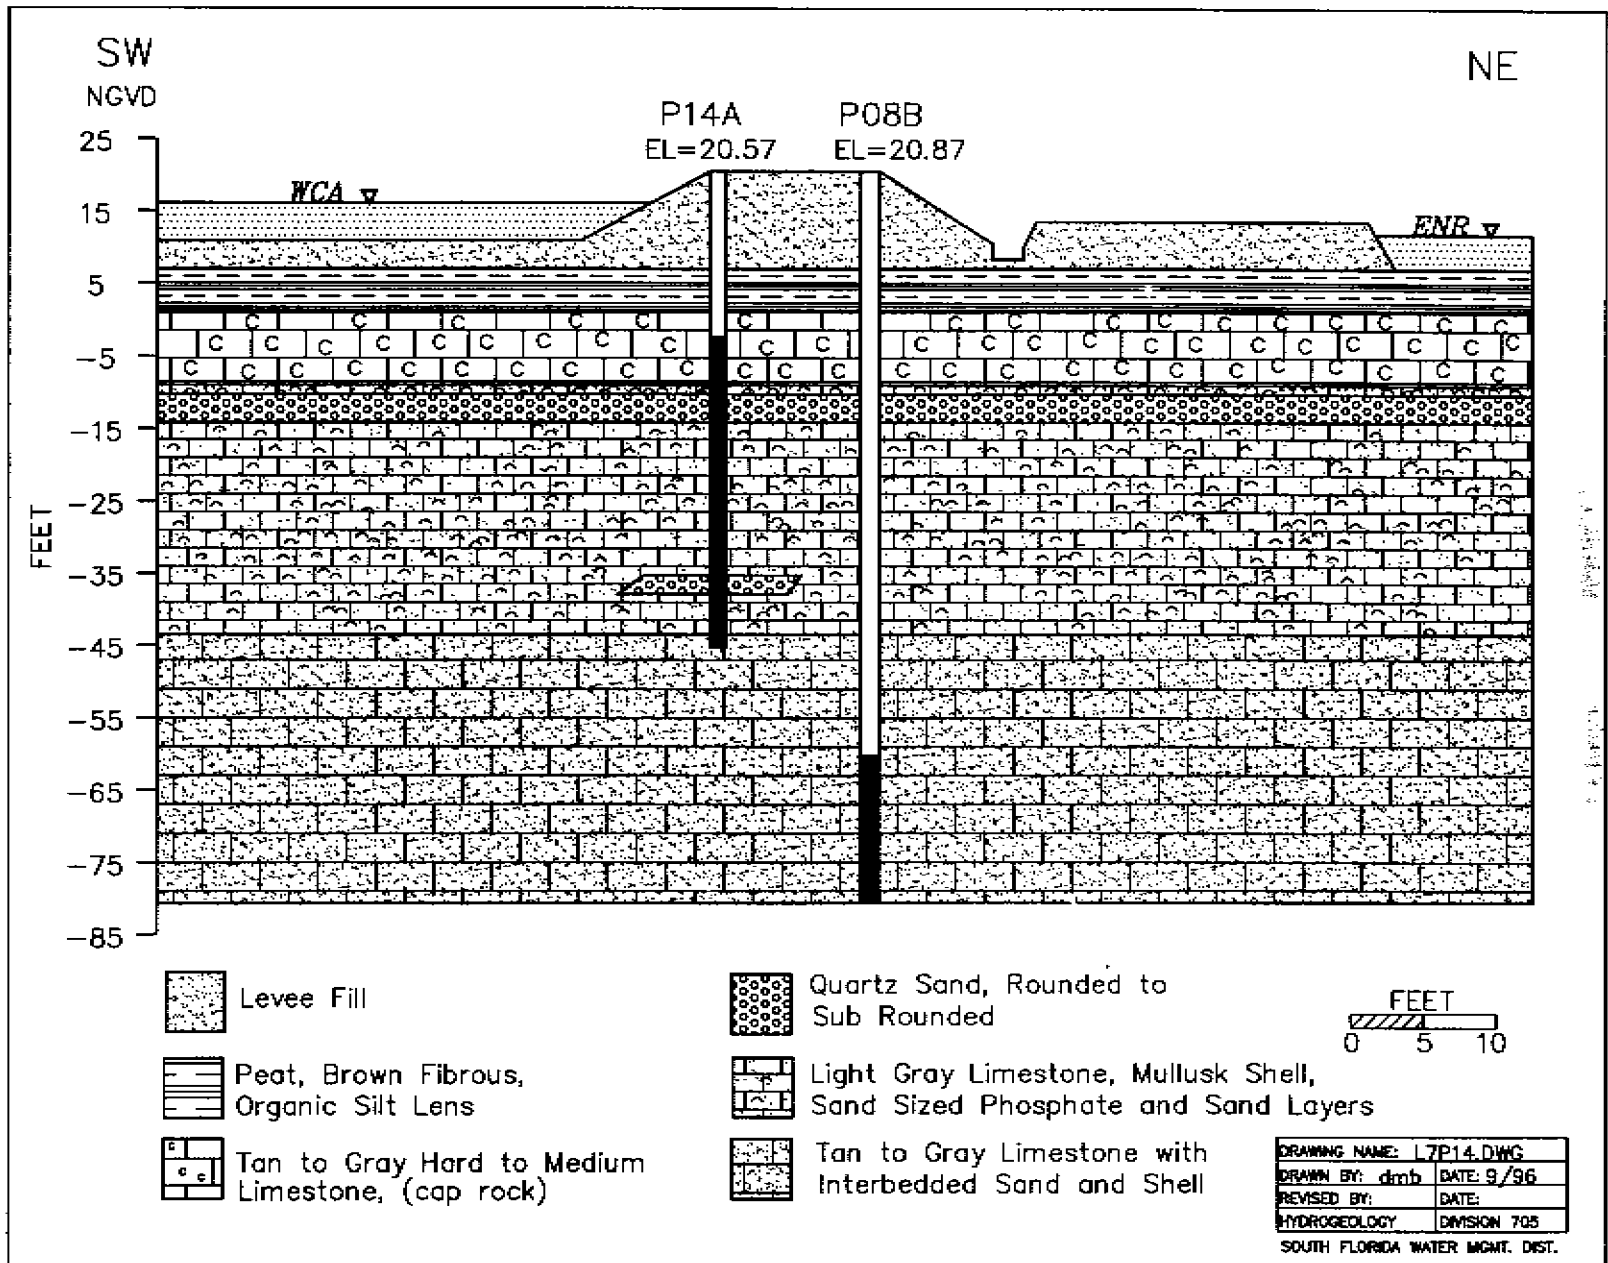 SW
NE
NGVD
P14A
P08B
EL=20.57
EL=20.87
25
WCA
15
ENR
5
-5
-15
-25
FEET
-35
-45
-55
-65
-75
-85
Levee Fill
Quartz Sand, Rounded to
Sub Rounded
FEET
0 5 10
Peat, Brown Fibrous,
Organic Silt Lens
Light Gray Limestone, Mullusk Shell,
Sand Sized Phosphate and Sand Layers
Tan to Gray Hard to Medium
Limestone, (cap rock)
Tan to Gray Limestone with
Interbedded Sand and Shell
DRAWING NAME: L7P14.DWG
DRAWN BY: dmb DATE: 9/96
REVISED BY: DATE:
HYDROGEOLOGY DIVISION 705
SOUTH FLORIDA WATER MGMT. DIST.